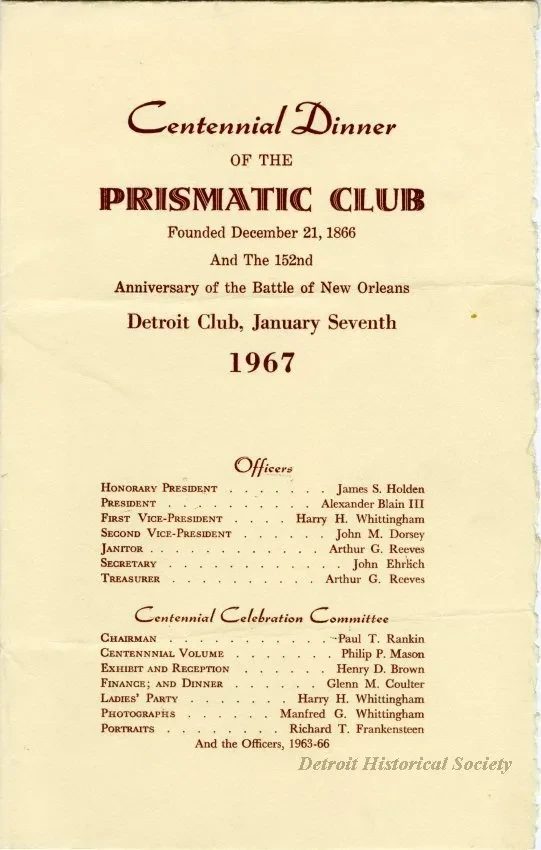 Centennial Dinner
OF THE
PRISMATIC CLUB
Founded December 21, 1866
And The 152nd
Anniversary of the Battle of New Orleans
Detroit Club, January Seventh
1967
Officers
HONORARY PRESIDENT . . . . . . . James S. Holden
PRESIDENT . . . . . . . . . . Alexander Blain III
FIRST VICE-PRESIDENT . . . . Harry H. Whittingham
SECOND VICE-PRESIDENT . . . . . . John M. Dorsey
JANITOR . . . . . . . . . . . . Arthur G. Reeves
SECRETARY . . . . . . . . . . . . John Ehrlich
TREASURER . . . . . . . . . . Arthur G. Reeves
Centennial Celebration Committee
CHAIRMAN . . . . . . . . . . . Paul T. Rankin
CENTENNNIAL VOLUME . . . . . . . Philip P. Mason
EXHIBIT AND RECEPTION . . . . . . Henry D. Brown
FINANCE; AND DINNER . . . . . . Glenn M. Coulter
LADIES' PARTY . . . . . . . Harry H. Whittingham
PHOTOGRAPHS . . . . . . . Manfred G. Whittingham
PORTRAITS . . . . . . . . Richard T. Frankensteen
And the Officers, 1963-66
Detroit Historical Society